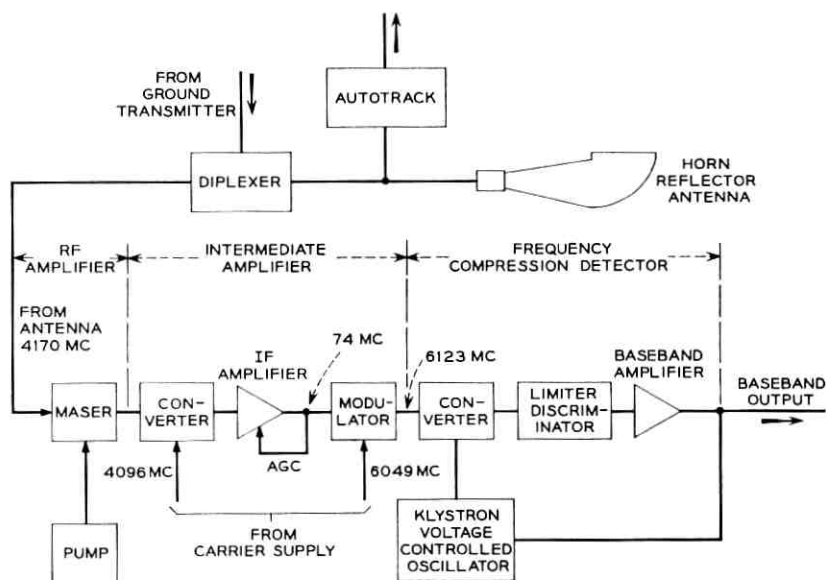 FROM
GROUND
TRANSMITTER
AUTOTRACK
DIPLEXER
HORN
REFLECTOR
ANTENNA
RF
AMPLIFIER
INTERMEDIATE
AMPLIFIER
FREQUENCY
COMPRESSION DETECTOR
FROM
ANTENNA
4170 MC
IF
AMPLIFIER
74 MC
6123 MC
BASEBAND
AMPLIFIER
MASER
CON-
VERTER
MODU-
LATOR
CON-
VERTER
LIMITER
DISCRIM-
INATOR
BASEBAND
OUTPUT
4096 MC
AGC
6049 MC
PUMP
FROM
CARRIER SUPPLY
KLYSTRON
VOLTAGE
CONTROLLED
OSCILLATOR